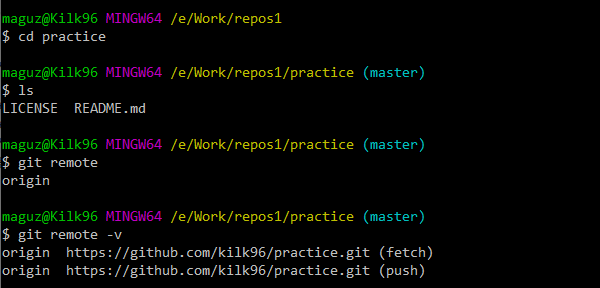 maguz@Kilk96 MINGW64 /e/Work/repos1
$ cd practice
maguz@Kilk96 MINGW64 /e/Work/repos1/practice (master)
$ ls
LICENSE  README.md
maguz@Kilk96 MINGW64 /e/Work/repos1/practice (master)
$ git remote
origin
maguz@Kilk96 MINGW64 /e/Work/repos1/practice (master)
$ git remote -v
origin  https://github.com/kilk96/practice.git (fetch)
origin  https://github.com/kilk96/practice.git (push)